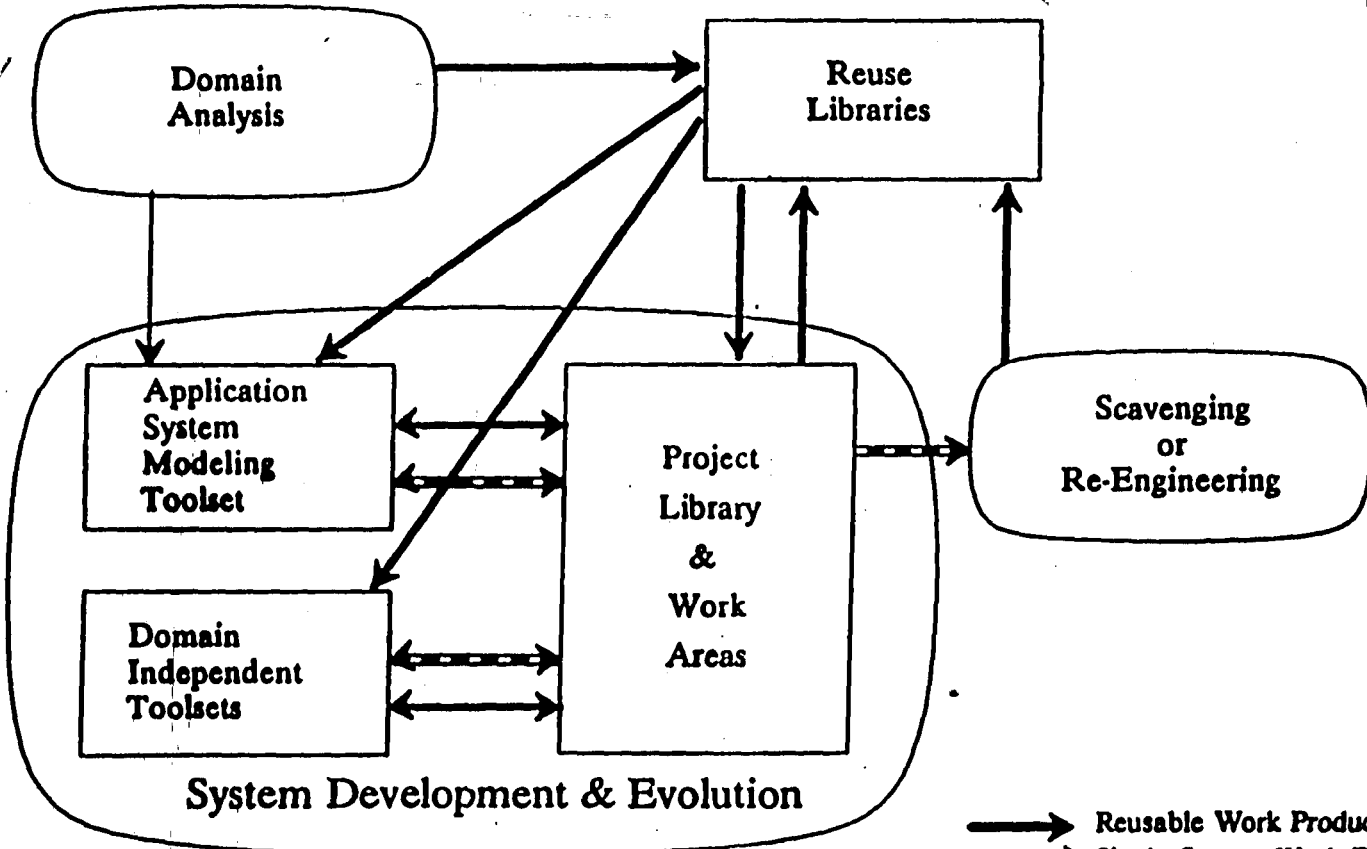 Domain
Analysis
Reuse
Libraries
Application
System
Modeling
Toolset
Project
Library
&
Work
Areas
Scavenging
or
Re-Engineering
Domain
Independent
Toolsets
System Development & Evolution
Reusable Work